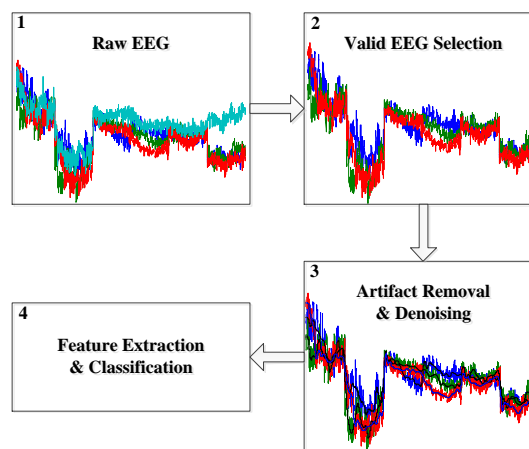 1
Raw EEG
2
Valid EEG Selection
3
Artifact Removal
& Denoising
4
Feature Extraction
& Classification